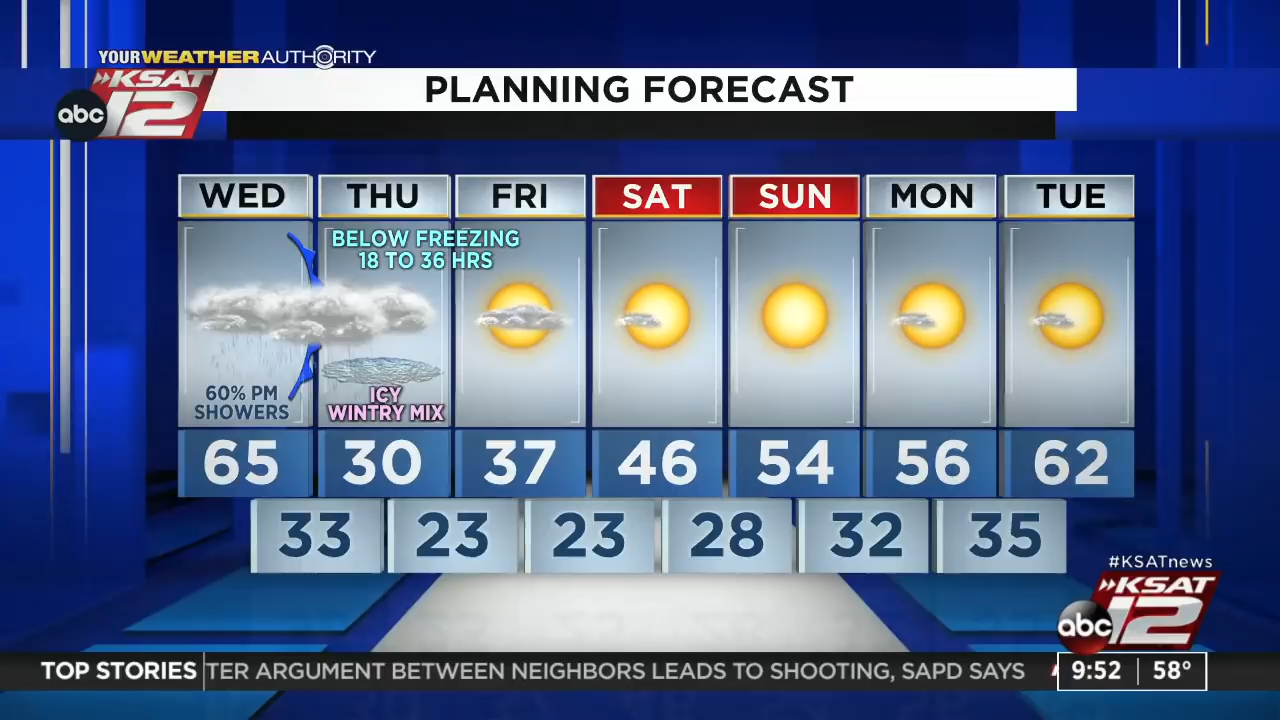 YOUR WEATHER AUTHORITY
KSAT
abc 12
PLANNING FORECAST
WED THU FRI SAT SUN MON TUE
BELOW FREEZING
18 TO 36 HRS
60% PM
SHOWERS
ICY
WINTRY MIX
65 30 37 46 54 56 62
33 23 23 28 32 35
#KSATnews
KSAT
abc 12
TOP STORIES TER ARGUMENT BETWEEN NEIGHBORS LEADS TO SHOOTING, SAPD SAYS
9:52 58°